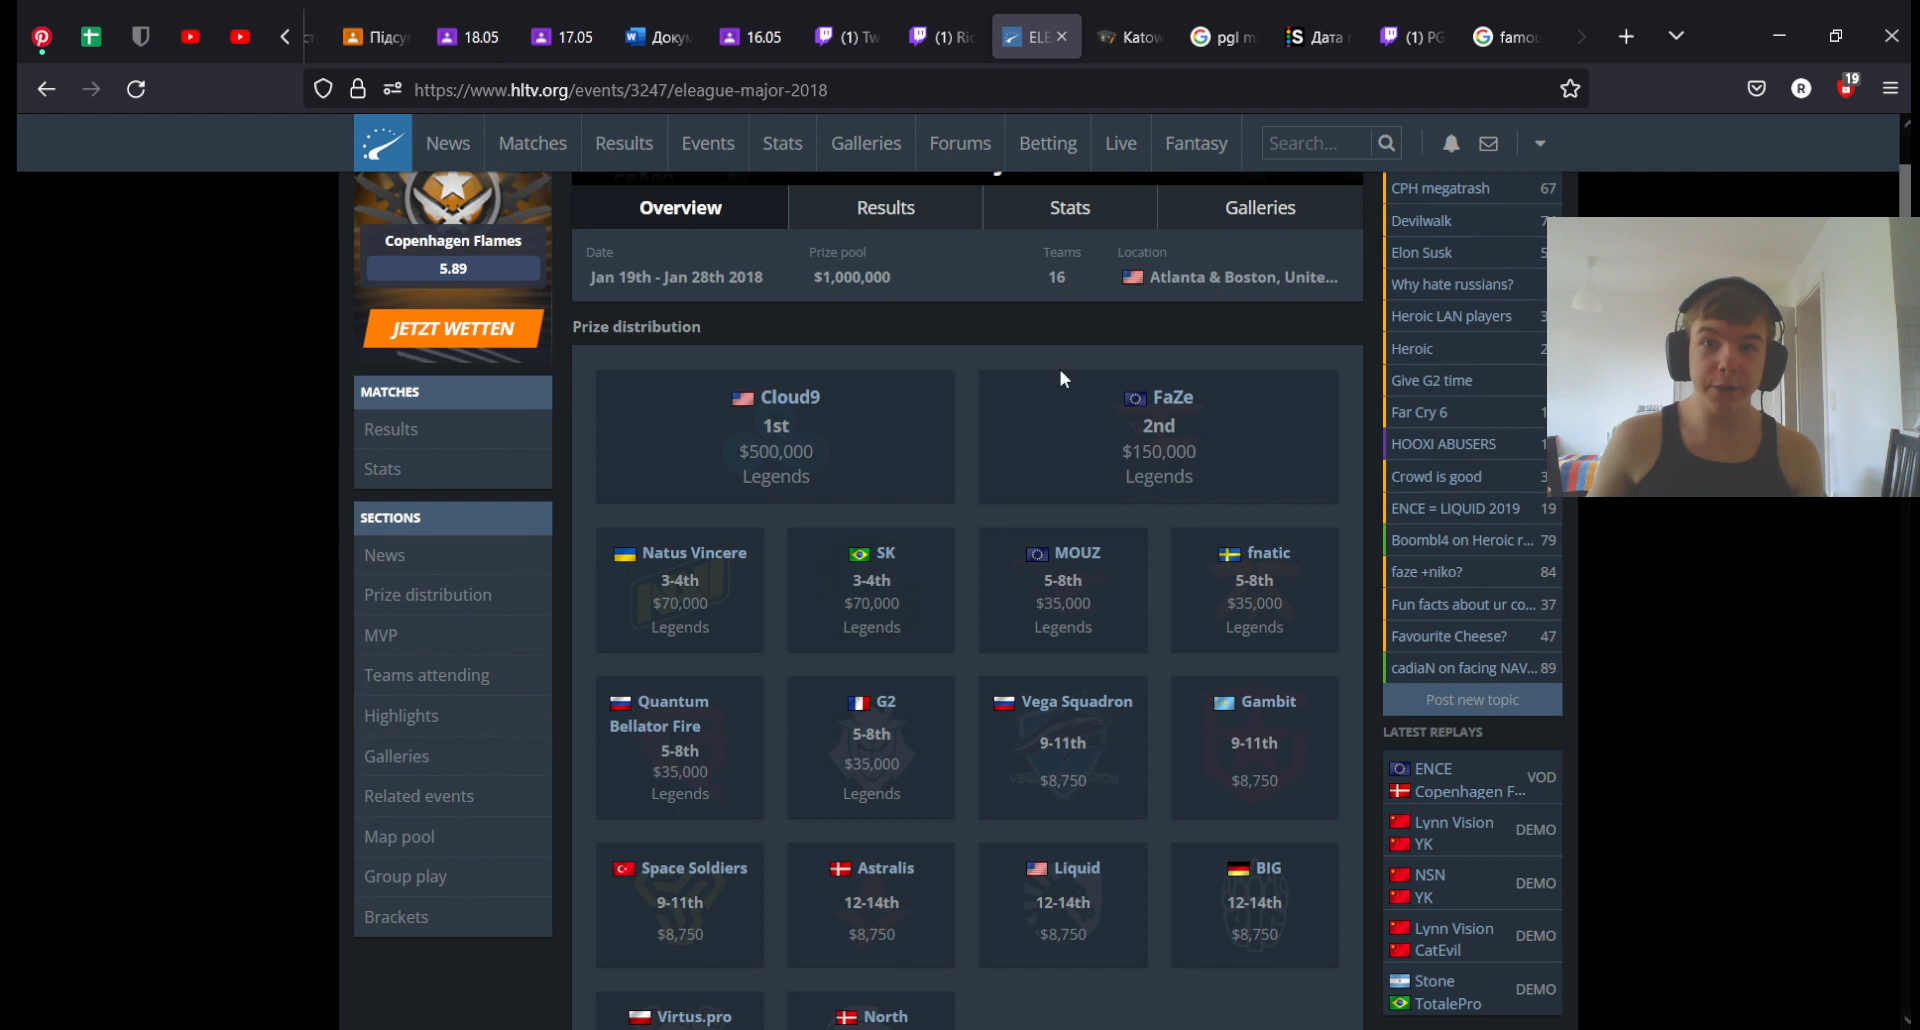 Підсу
18.05
17.05
Докум
16.05
(1) Tw
(1) Ric
ELE
Katow
pgl m
Дата
(1) PG
famou
https://www.hltv.org/events/3247/eleague-major-2018
R
19
News
Matches
Results
Events
Stats
Galleries
Forums
Betting
Live
Fantasy
Search...
Copenhagen Flames
5.89
JETZT WETTEN
MATCHES
Results
Stats
SECTIONS
News
Prize distribution
MVP
Teams attending
Highlights
Galleries
Related events
Map pool
Group play
Brackets
Overview
Results
Stats
Galleries
Date
Prize pool
Teams
Location
Jan 19th - Jan 28th 2018
$1,000,000
16
Atlanta & Boston, Unite...
Prize distribution
Cloud9
1st
$500,000
Legends
FaZe
2nd
$150,000
Legends
Natus Vincere
3-4th
$70,000
Legends
SK
3-4th
$70,000
Legends
MOUZ
5-8th
$35,000
Legends
fnatic
5-8th
$35,000
Legends
Quantum
Bellator Fire
5-8th
$35,000
Legends
G2
5-8th
$35,000
Legends
Vega Squadron
9-11th
$8,750
Gambit
9-11th
$8,750
Space Soldiers
9-11th
$8,750
Astralis
12-14th
$8,750
Liquid
12-14th
$8,750
BIG
12-14th
$8,750
Virtus.pro
North
CPH megatrash 67
Devilwalk
Elon Susk
Why hate russians?
Heroic LAN players
Heroic
Give G2 time
Far Cry 6
HOOXI ABUSERS
Crowd is good
ENCE = LIQUID 2019 19
Boombl4 on Heroic r... 79
faze +niko? 84
Fun facts about ur co... 37
Favourite Cheese? 47
cadiaN on facing NAV... 89
Post new topic
LATEST REPLAYS
ENCE
Copenhagen F...
VOD
Lynn Vision
YK
DEMO
NSN
YK
DEMO
Lynn Vision
CatEvil
DEMO
Stone
TotalePro
DEMO